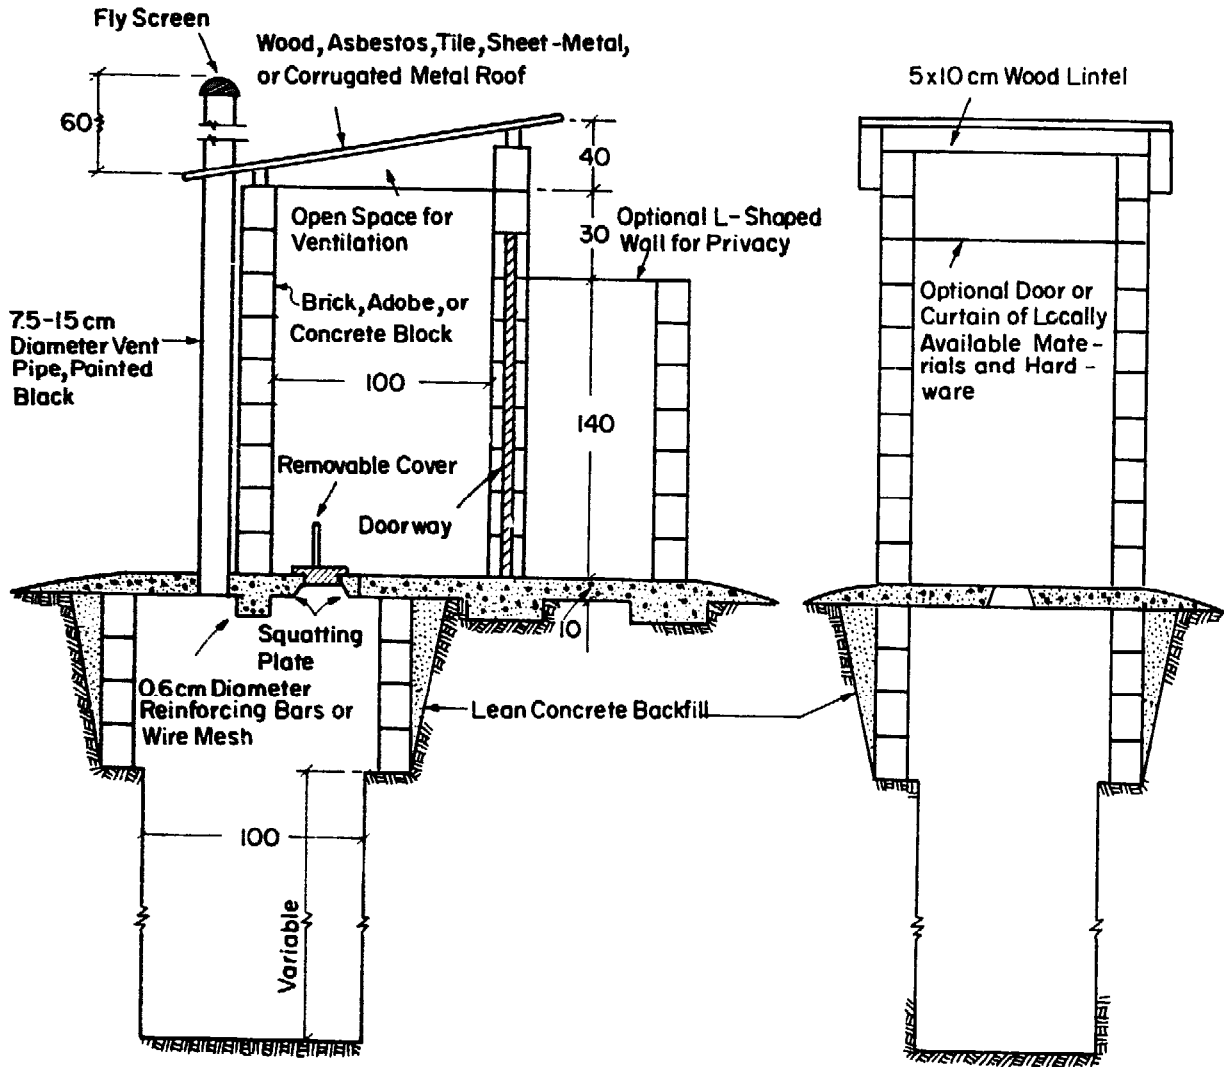 Fly Screen
Wood, Asbestos, Tile, Sheet-Metal,
or Corrugated Metal Roof
5 x 10 cm Wood Lintel
60
40
Open Space for
Ventilation
30
Optional L-Shaped
Wall for Privacy
Brick, Adobe, or
Concrete Block
Optional Door or
Curtain of Locally
Available Mate-
rials and Hard-
ware
7.5-15 cm
Diameter Vent
Pipe, Painted
Black
100
140
Removable Cover
Doorway
10
Squatting
Plate
0.6cm Diameter
Reinforcing Bars or
Wire Mesh
Lean Concrete Backfill
100
Variable